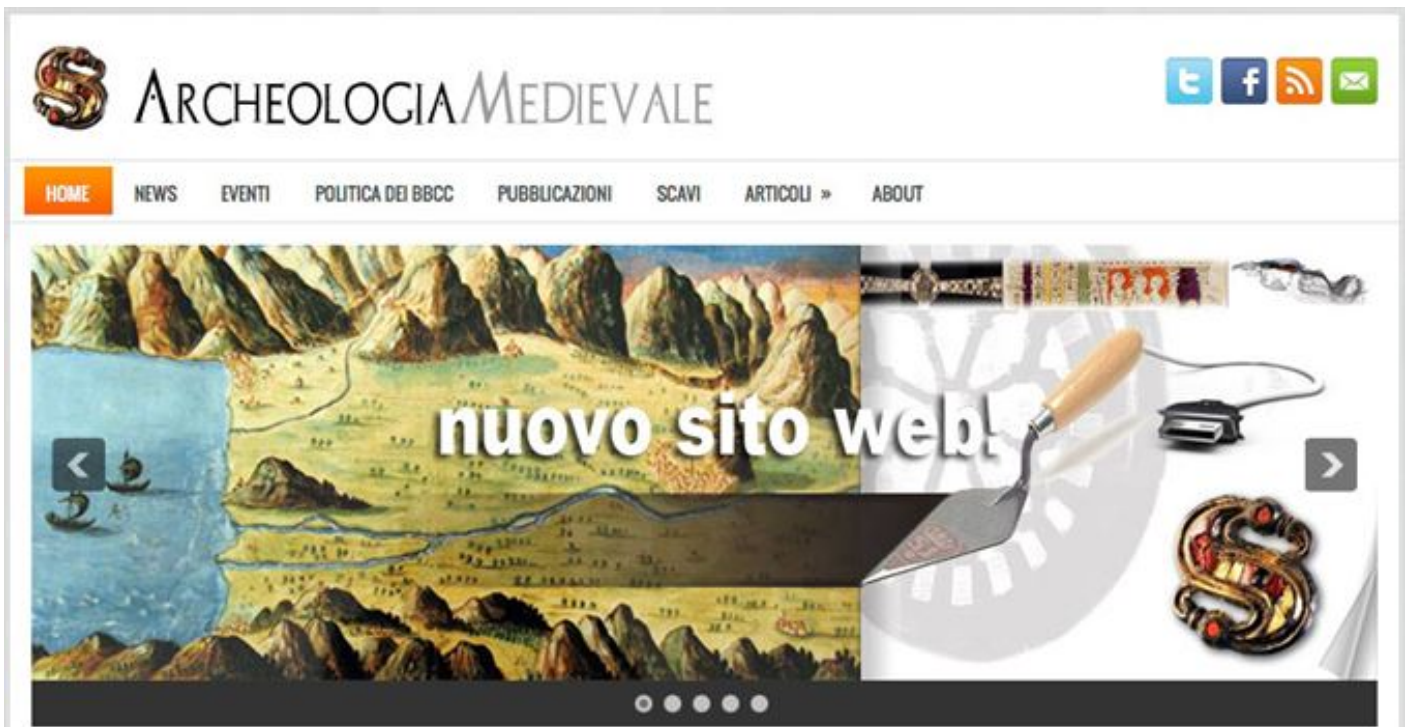 ARCHEOLOGIAMEDIEVALE
HOME NEWS EVENTI POLITICA DEI BBCC PUBBLICAZIONI SCAVI ARTICOLI » ABOUT
nuovo sito web!